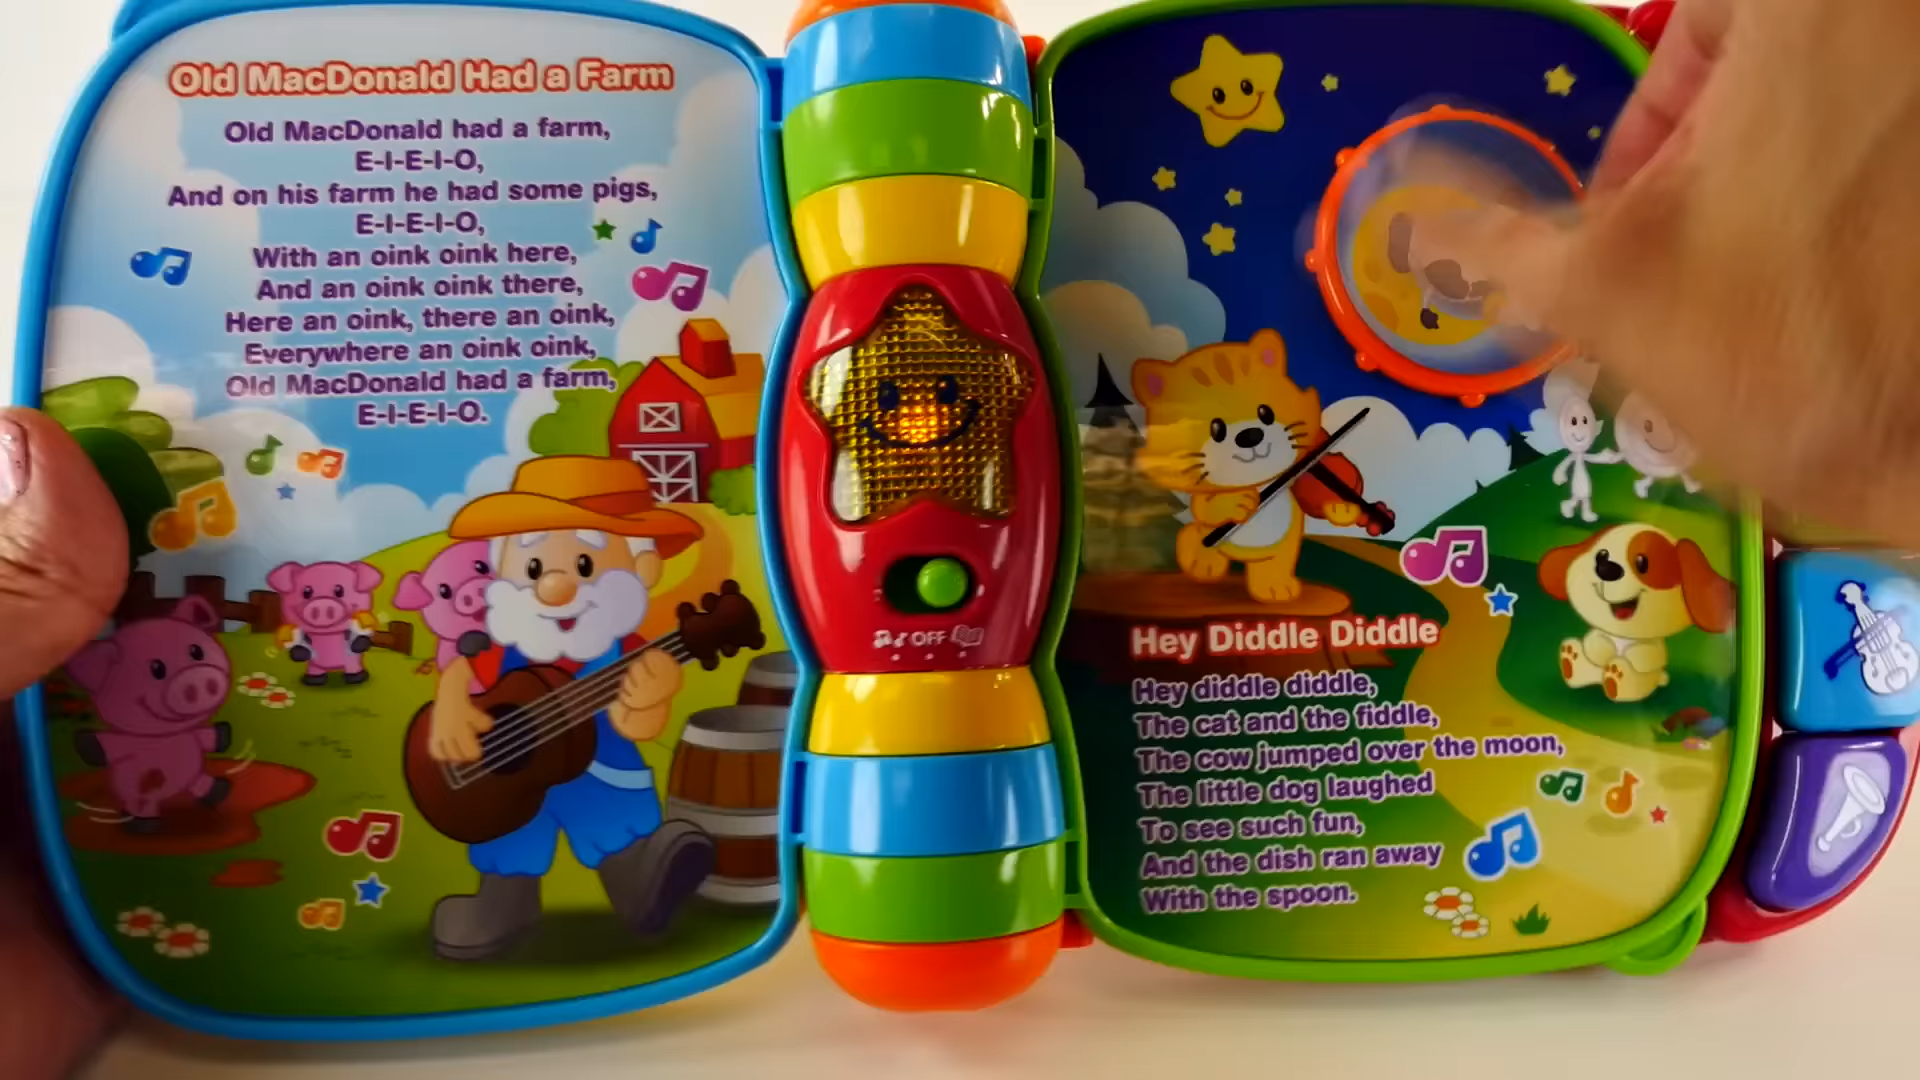 Old MacDonald Had a Farm
Old MacDonald had a farm,
E-I-E-I-O,
And on his farm he had some pigs,
E-I-E-I-O,
With an oink oink here,
And an oink oink there,
Here an oink, there an oink,
Everywhere an oink oink,
Old MacDonald had a farm,
E-I-E-I-O.
OFF
Hey Diddle Diddle
Hey diddle diddle,
The cat and the fiddle,
The cow jumped over the moon,
The little dog laughed
To see such fun,
And the dish ran away
With the spoon.